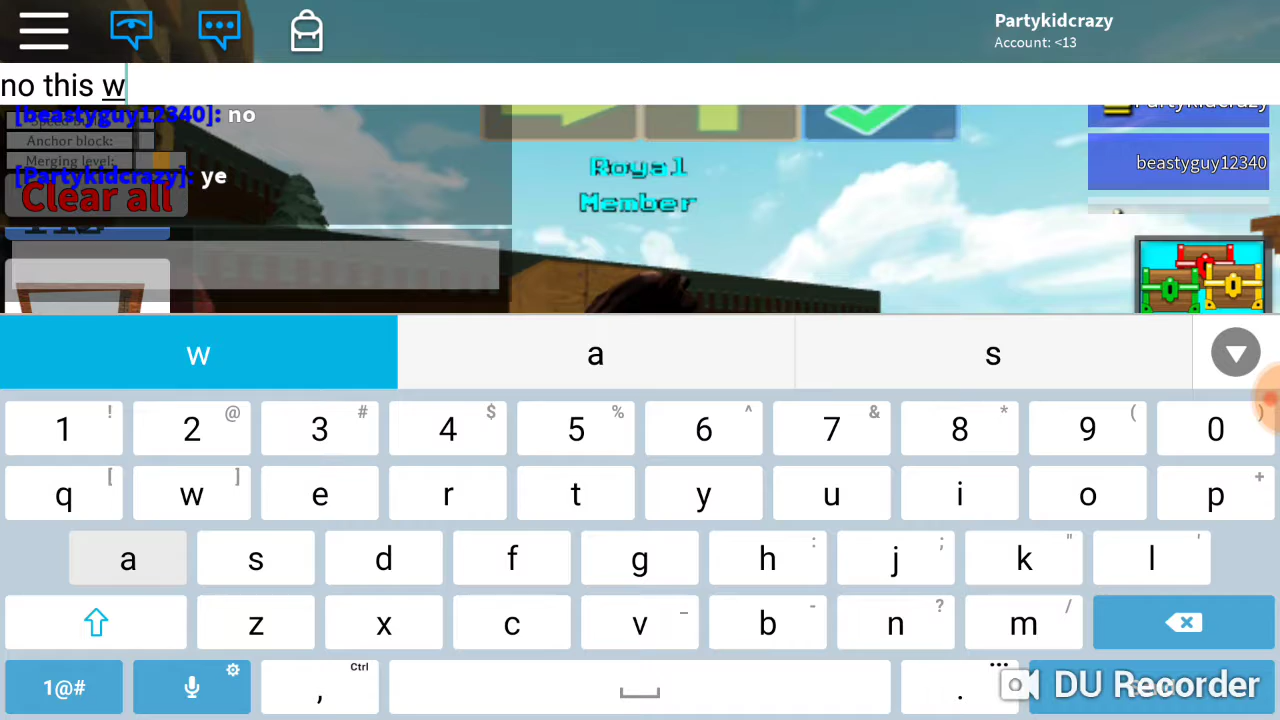 Partykidcrazy
Account: <13
no this w
[beastyguy12340]: no
Anchor block:
Merging level:
[Partykidcrazy]: ye
Clear all
Royal
Member
Partykidcrazy
beastyguy12340
w a s
1 ! 2 @ 3 # 4 $ 5 % 6 ^ 7 & 8 * 9 ( 0 )
q [ w ] e r t y u i o p +
a s d f g h : j ; k " l '
z x c v _ b - n ? m /
1@# , Ctrl . ...
DU Recorder